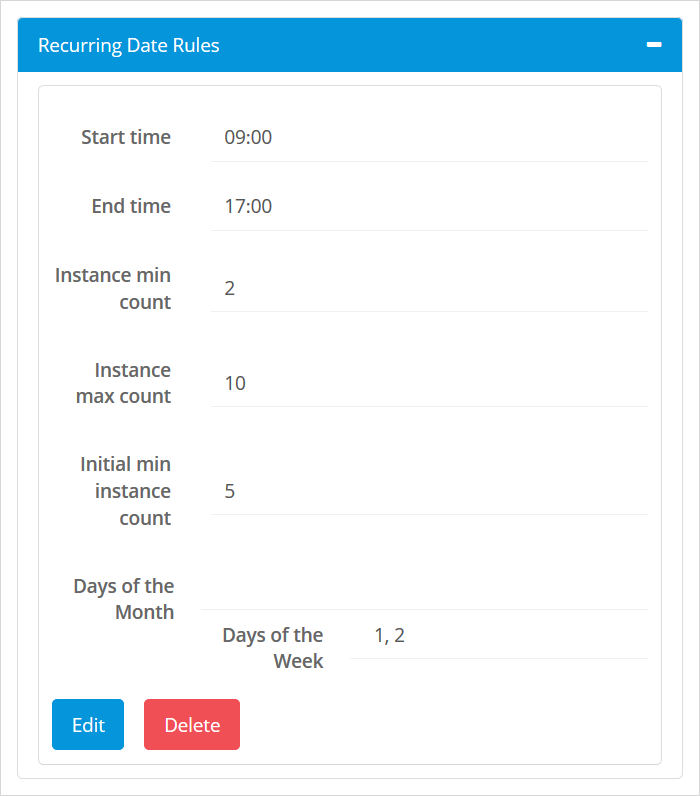 Recurring Date Rules
Start time 09:00
End time 17:00
Instance min
count
2
Instance
max count
10
Initial min
instance
count
5
Days of the
Month
Days of the
Week
1, 2
Edit Delete